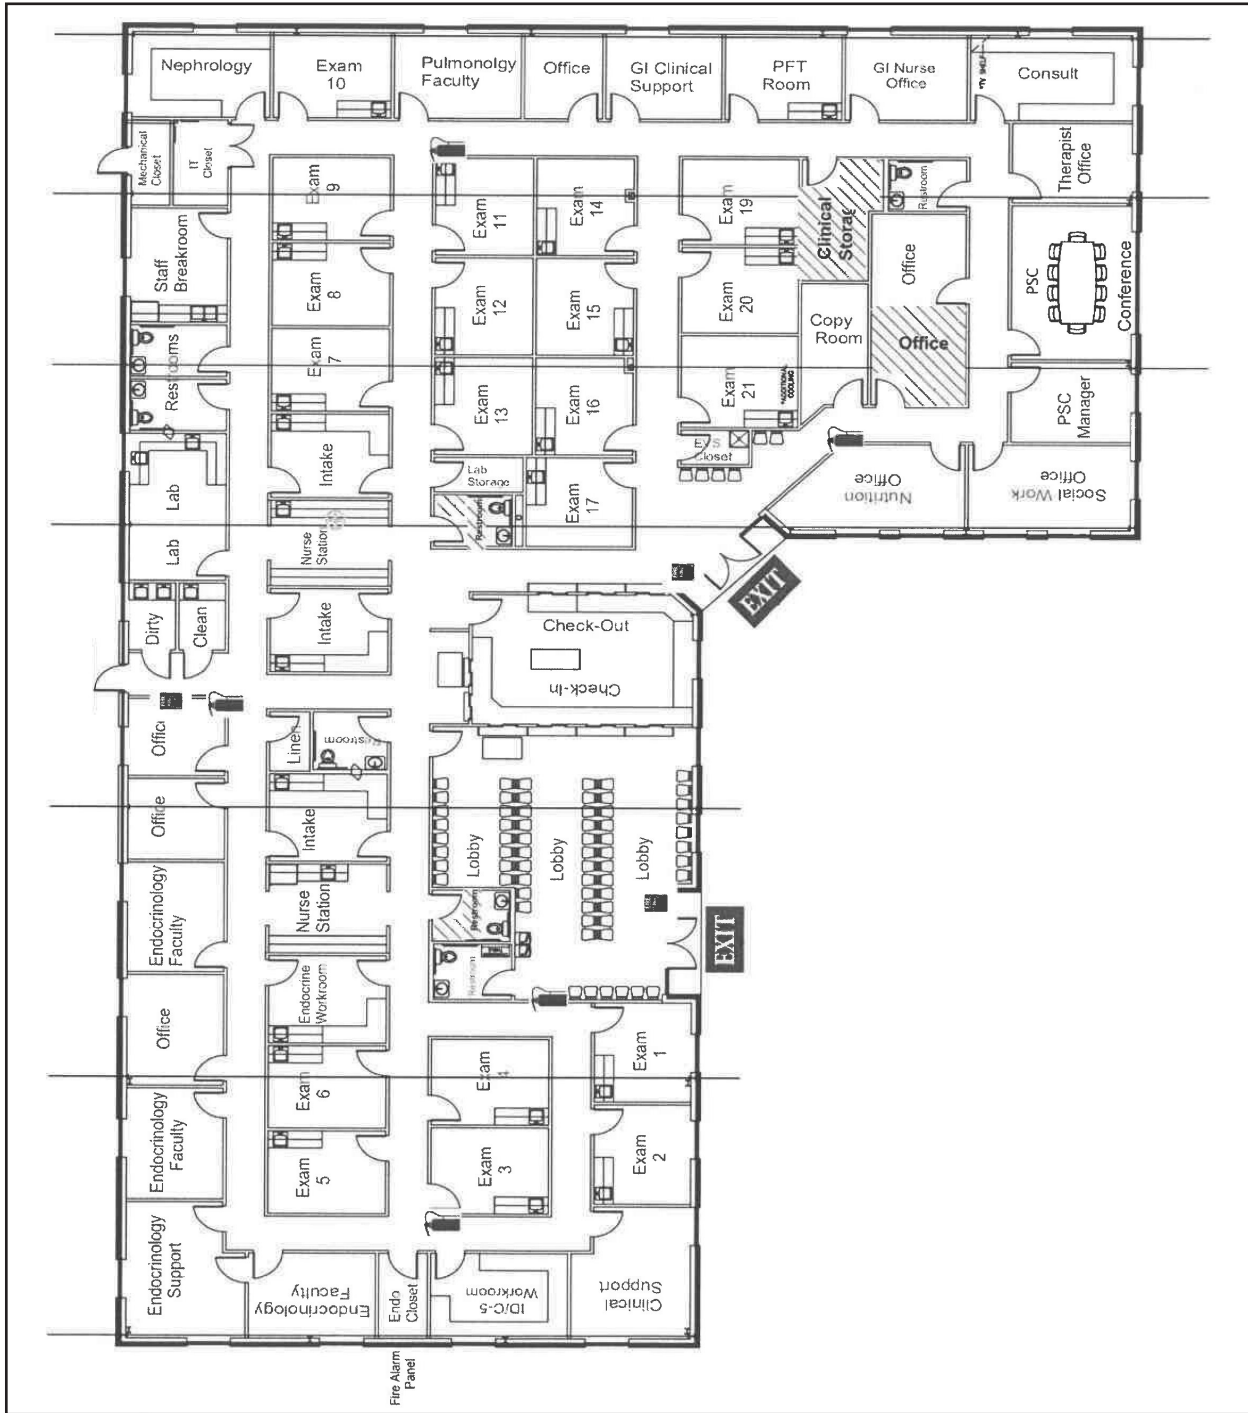 Nephrology
Exam
10
Pulmonolgy
Faculty
Office
GI Clinical
Support
PFT
Room
GI Nurse
Office
Consult
Mechanical
Closet
IT
Closet
Exam
9
Exam
11
Exam
14
Exam
19
Clinical
Storag
Restroom
Therapist
Office
Staff
Breakroom
Exam
8
Exam
12
Exam
15
Exam
20
Office
PSC
Conference
Copy
Room
Office
Restrooms
Exam
7
Exam
13
Exam
16
Exam
21
*ADDITIONAL
COOLING
PSC
Manager
EVS
Closet
Intake
Lab
Storage
Exam
17
Nutrition
Office
Social Work
Office
Lab
Lab
Nurse
Station
Restroom
EXIT
Dirty
Clean
Intake
Check-Out
Check-In
Office
Linen
Restroom
Office
Intake
Lobby
Lobby
Lobby
Endocrinology
Faculty
Nurse
Station
Restroom
EXIT
Office
Endocrine
Workroom
Restroom
Exam
1
Exam
6
Exam
4
Endocrinology
Faculty
Exam
5
Exam
3
Exam
2
Endocrinology
Support
Endocrinology
Faculty
Endo
Closet
ID/C-5
Workroom
Clinical
Support
Fire Alarm
Panel